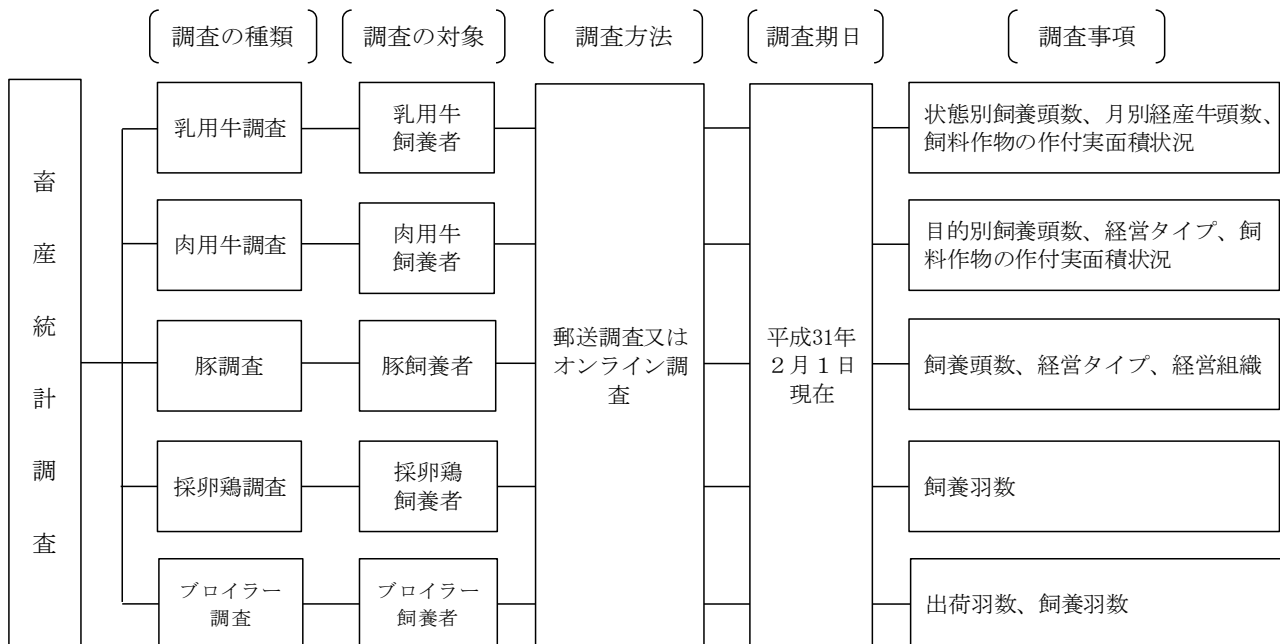 調査の種類
調査の対象
調査方法
調査期日
調査事項
畜産統計調査
乳用牛調査
乳用牛
飼養者
状態別飼養頭数、月別経産牛頭数、
飼料作物の作付実面積状況
肉用牛調査
肉用牛
飼養者
目的別飼養頭数、経営タイプ、飼
料作物の作付実面積状況
豚調査
豚飼養者
郵送調査又は
オンライン調
査
平成31年
２月１日
現在
飼養頭数、経営タイプ、経営組織
採卵鶏調査
採卵鶏
飼養者
飼養羽数
ブロイラー
調査
ブロイラー
飼養者
出荷羽数、飼養羽数